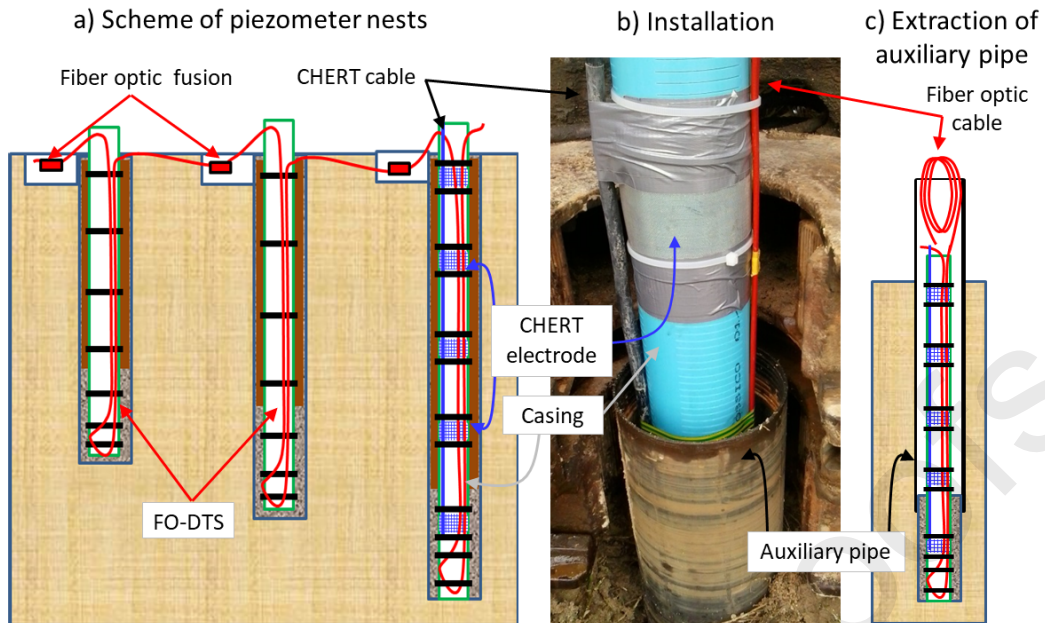 a) Scheme of piezometer nests
b) Installation
c) Extraction of
auxiliary pipe
Fiber optic fusion
CHERT cable
Fiber optic
cable
CHERT
electrode
Casing
FO-DTS
Auxiliary pipe